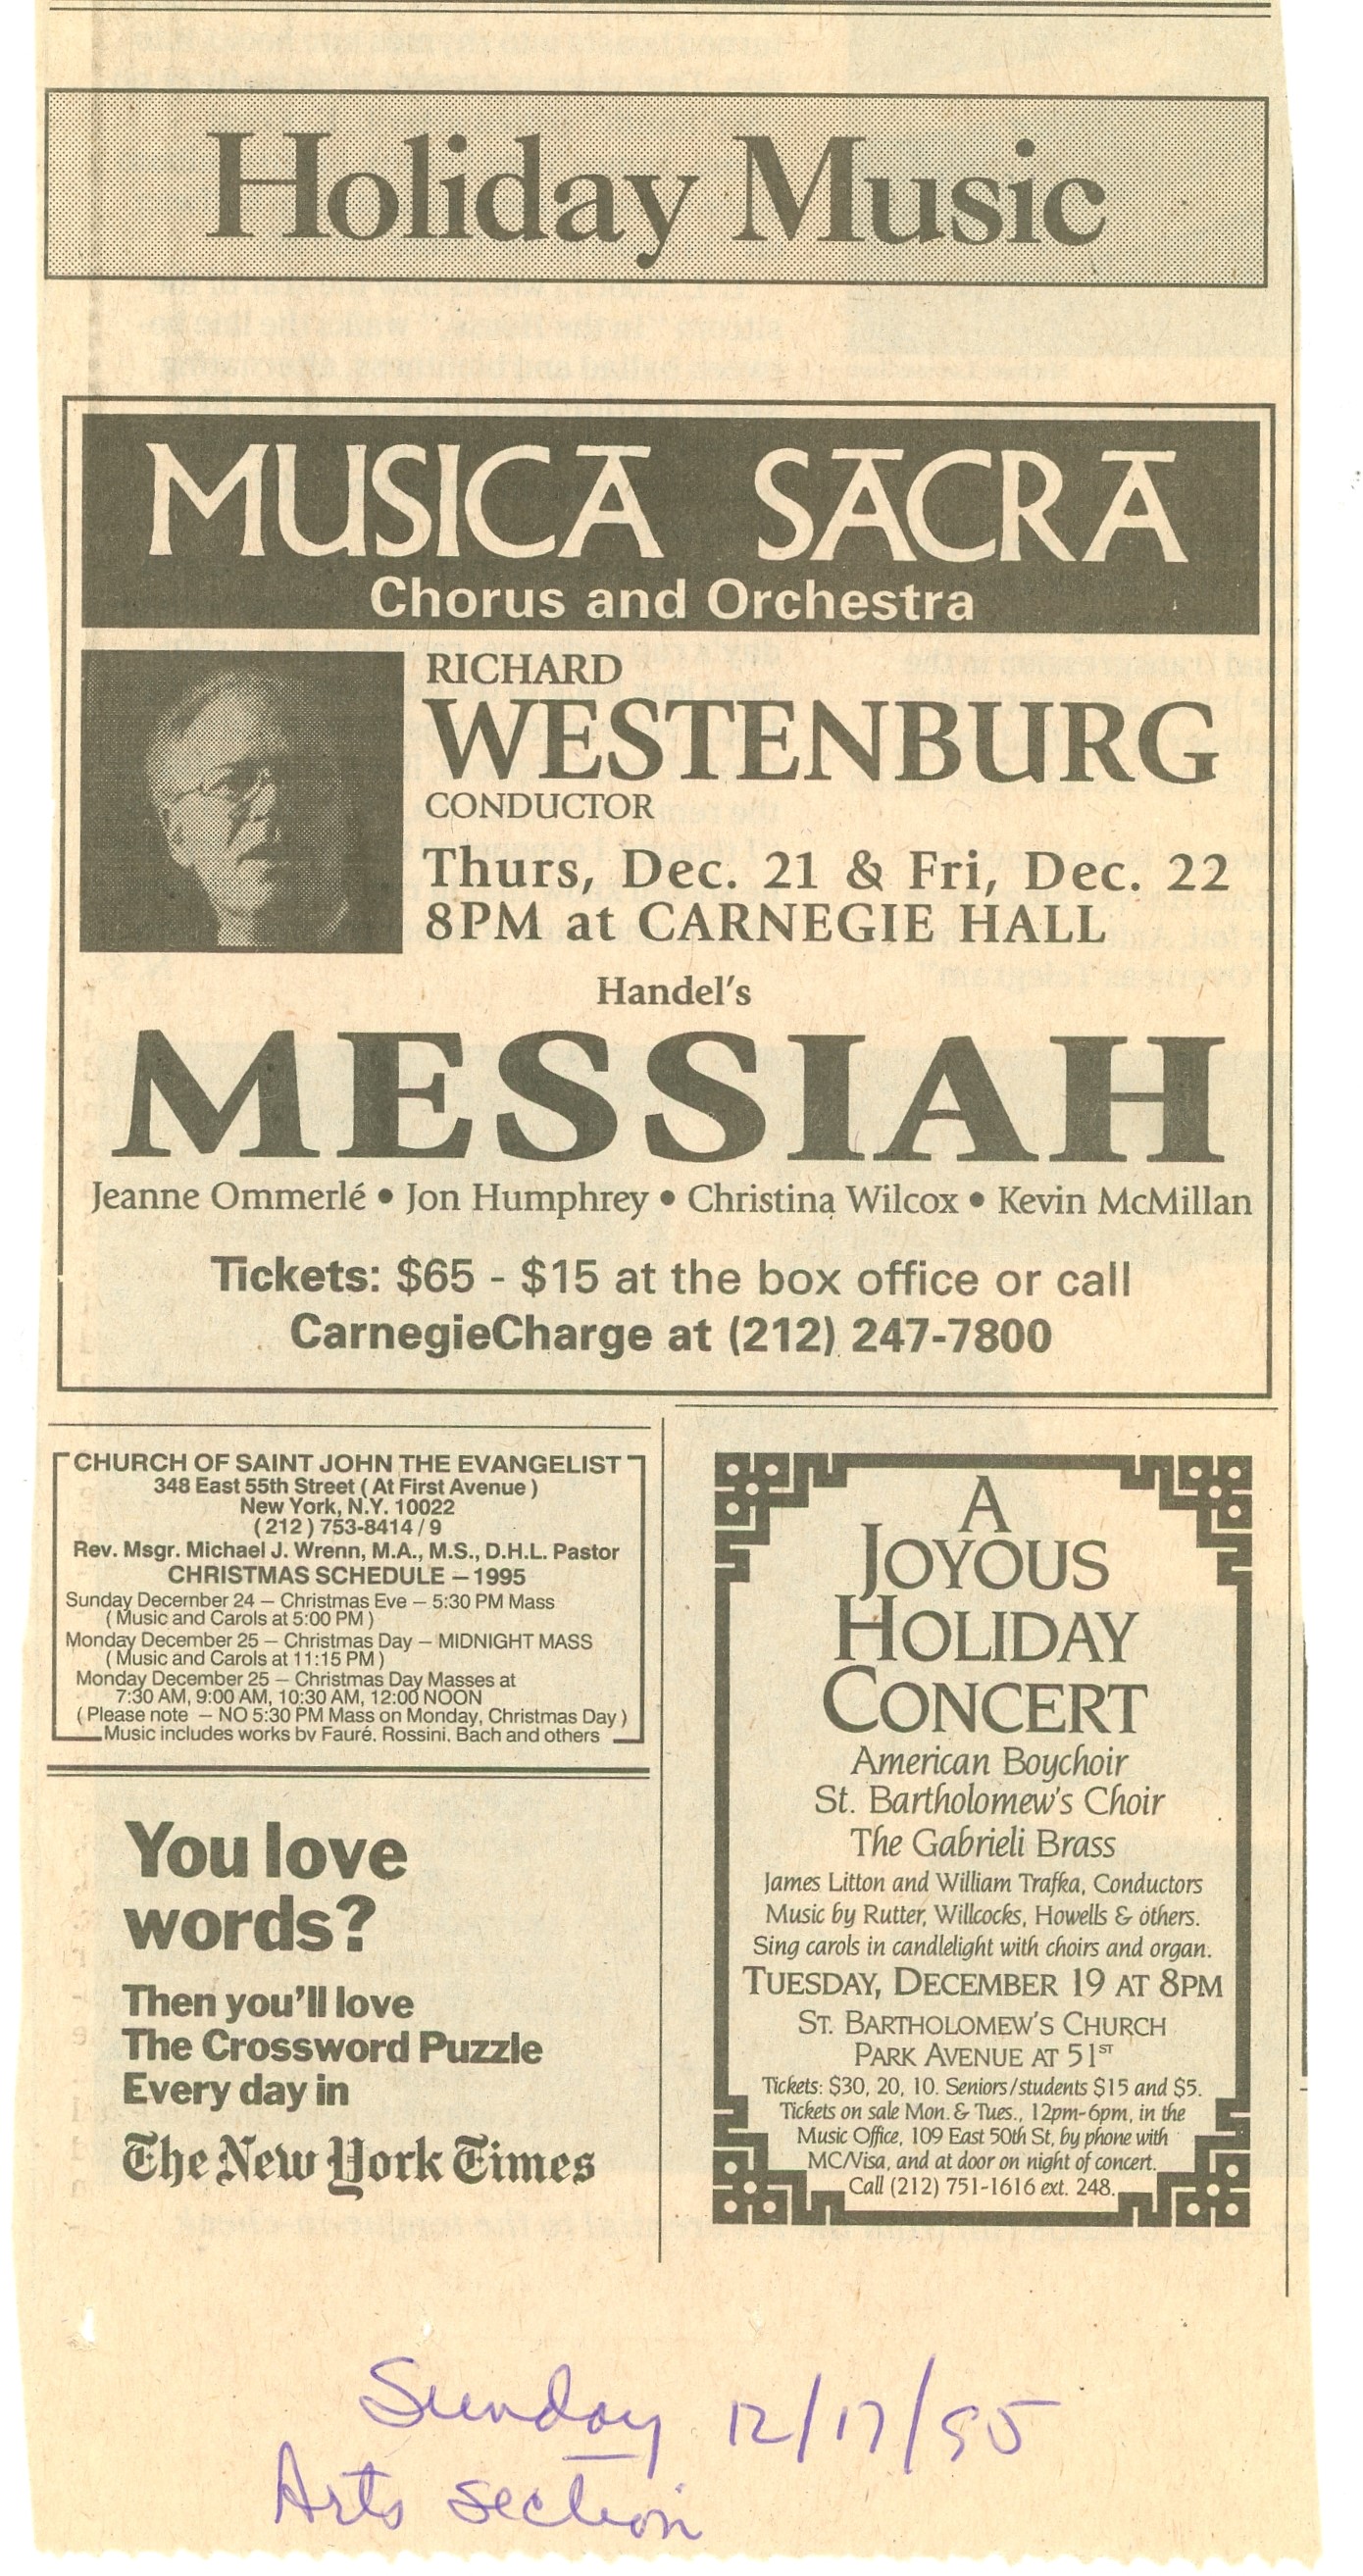 Holiday Music
MUSICA SACRA
Chorus and Orchestra
RICHARD
WESTENBURG
CONDUCTOR
Thurs, Dec. 21 & Fri, Dec. 22
8PM at CARNEGIE HALL
Handel's
MESSIAH
Jeanne Ommerlé • Jon Humphrey • Christina Wilcox • Kevin McMillan
Tickets: $65 - $15 at the box office or call
CarnegieCharge at (212) 247-7800
CHURCH OF SAINT JOHN THE EVANGELIST
348 East 55th Street ( At First Avenue )
New York, N.Y. 10022
( 212 ) 753-8414 / 9
Rev. Msgr. Michael J. Wrenn, M.A., M.S., D.H.L. Pastor
CHRISTMAS SCHEDULE – 1995
Sunday December 24 – Christmas Eve – 5:30 PM Mass
( Music and Carols at 5:00 PM )
Monday December 25 – Christmas Day – MIDNIGHT MASS
( Music and Carols at 11:15 PM )
Monday December 25 – Christmas Day Masses at
7:30 AM, 9:00 AM, 10:30 AM, 12:00 NOON
( Please note – NO 5:30 PM Mass on Monday, Christmas Day )
Music includes works by Fauré, Rossini, Bach and others
You love
words?
Then you'll love
The Crossword Puzzle
Every day in
The New York Times
A
JOYOUS
HOLIDAY
CONCERT
American Boychoir
St. Bartholomew's Choir
The Gabrieli Brass
James Litton and William Trafka, Conductors
Music by Rutter, Willcocks, Howells & others.
Sing carols in candlelight with choirs and organ.
TUESDAY, DECEMBER 19 AT 8PM
ST. BARTHOLOMEW'S CHURCH
PARK AVENUE AT 51ST
Tickets: $30, 20, 10. Seniors/students $15 and $5.
Tickets on sale Mon. & Tues., 12pm-6pm, in the
Music Office, 109 East 50th St, by phone with
MC/Visa, and at door on night of concert.
Call (212) 751-1616 ext. 248.
Sunday 12/17/95
Arts section